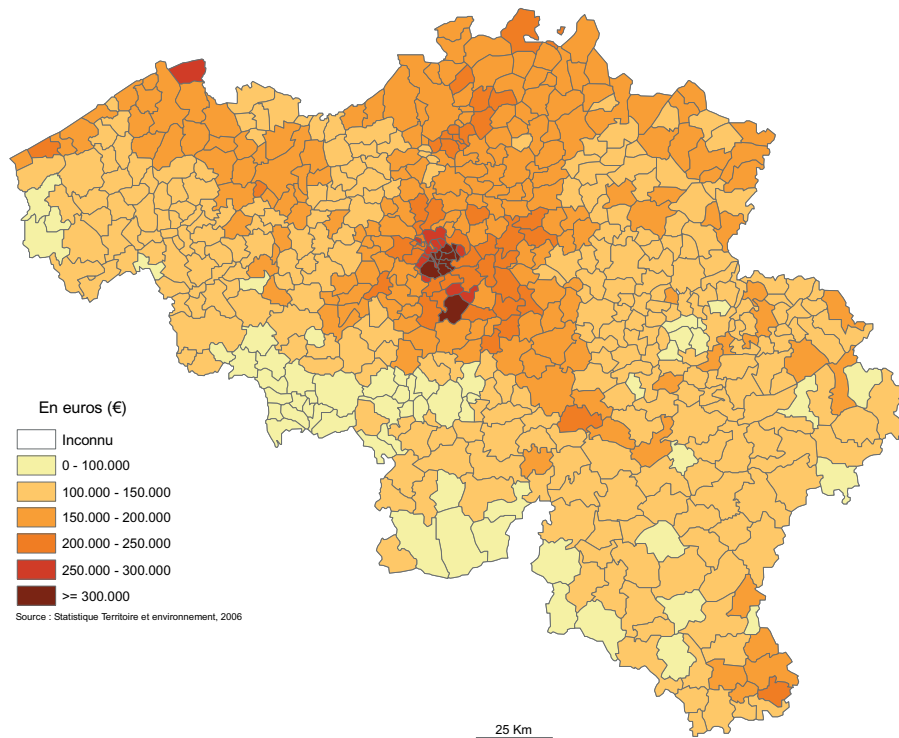 En euros (€)
Inconnu
0 - 100.000
100.000 - 150.000
150.000 - 200.000
200.000 - 250.000
250.000 - 300.000
>= 300.000
Source : Statistique Territoire et environnement, 2006
25 Km